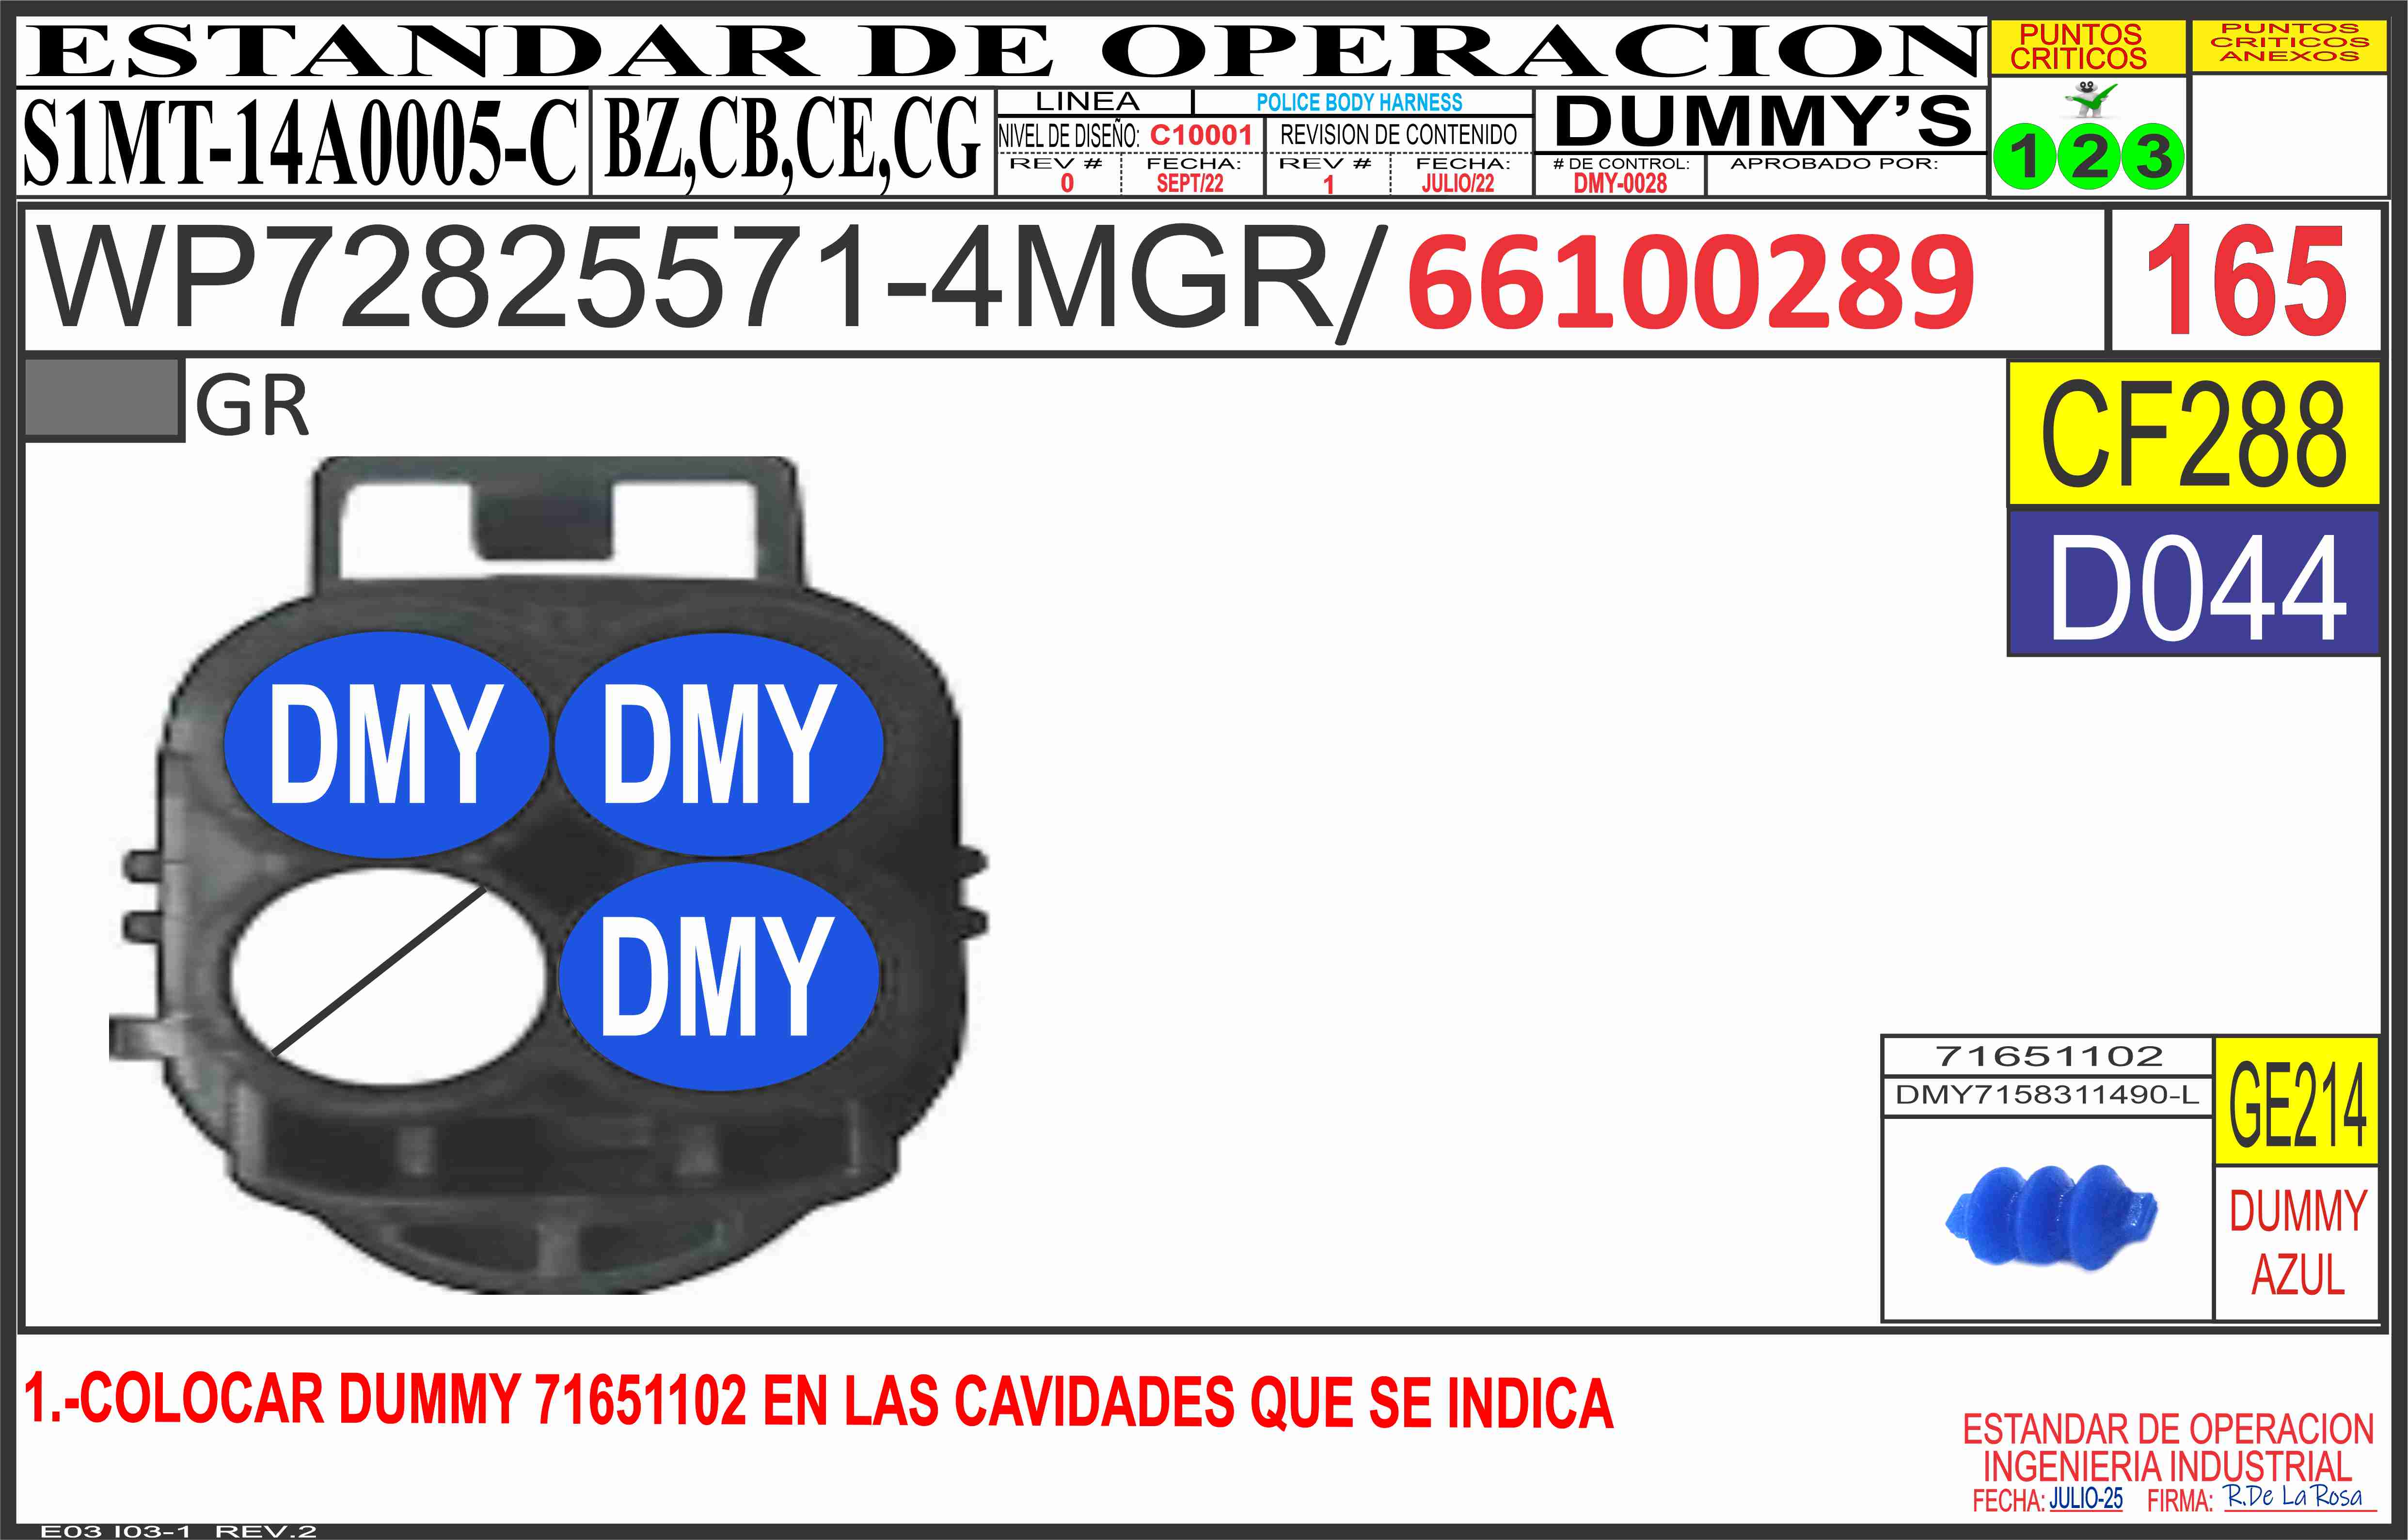 ESTANDAR DE OPERACION
PUNTOS CRITICOS
PUNTOS CRITICOS ANEXOS
S1MT-14A0005-C
BZ,CB,CE,CG
LINEA
POLICE BODY HARNESS
NIVEL DE DISEÑO: C10001
REVISION DE CONTENIDO
REV # 0
FECHA: SEPT/22
REV # 1
FECHA: JULIO/22
DUMMY'S
# DE CONTROL: DMY-0028
APROBADO POR:
1 2 3
WP72825571-4MGR/66100289
165
GR
CF288
D044
DMY DMY
DMY
71651102
DMY7158311490-L
GE214
DUMMY
AZUL
1.-COLOCAR DUMMY 71651102 EN LAS CAVIDADES QUE SE INDICA
ESTANDAR DE OPERACION
INGENIERIA INDUSTRIAL
FECHA: JULIO-25 FIRMA: R.De La Rosa
E03 I03-1 REV.2